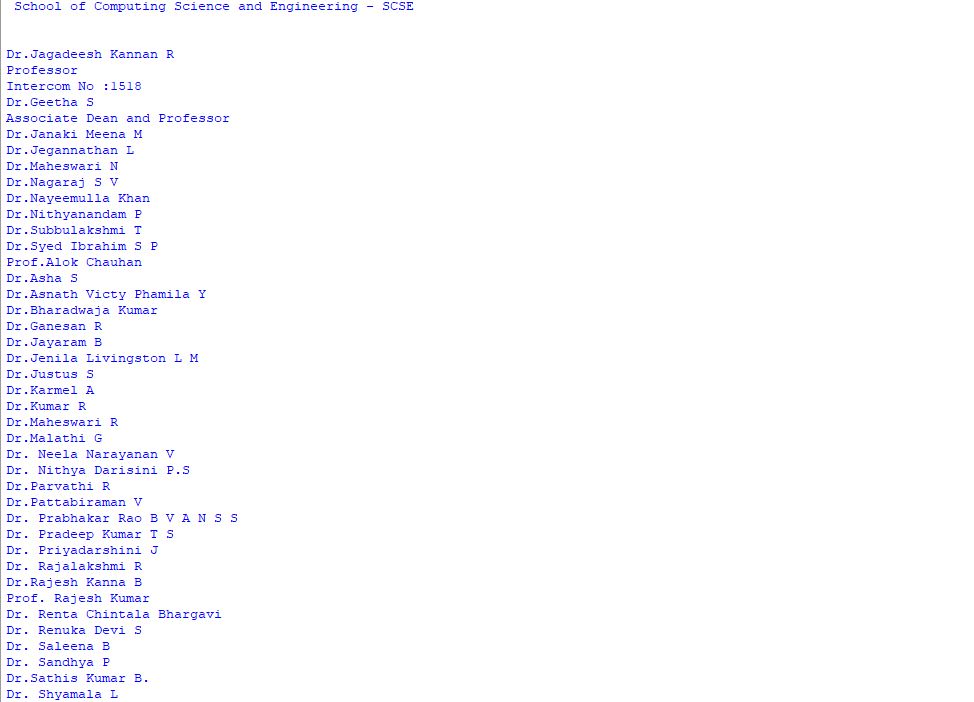 School of Computing Science and Engineering – SCSE
Dr.Jagadeesh Kannan R
Professor
Intercom No :1518
Dr.Geetha S
Associate Dean and Professor
Dr.Janaki Meena M
Dr.Jegannathan L
Dr.Maheswari N
Dr.Nagaraj S V
Dr.Nayeemulla Khan
Dr.Nithyanandam P
Dr.Subbulakshmi T
Dr.Syed Ibrahim S P
Prof.Alok Chauhan
Dr.Asha S
Dr.Asnath Victy Phamila Y
Dr.Bharadwaja Kumar
Dr.Ganesan R
Dr.Jayaram B
Dr.Jenila Livingston L M
Dr.Justus S
Dr.Karmel A
Dr.Kumar R
Dr.Maheswari R
Dr.Malathi G
Dr. Neela Narayanan V
Dr. Nithya Darisini P.S
Dr.Parvathi R
Dr.Pattabiraman V
Dr. Prabhakar Rao B V A N S S
Dr. Pradeep Kumar T S
Dr. Priyadarshini J
Dr. Rajalakshmi R
Dr.Rajesh Kanna B
Prof. Rajesh Kumar
Dr. Renta Chintala Bhargavi
Dr. Renuka Devi S
Dr. Saleena B
Dr. Sandhya P
Dr.Sathis Kumar B.
Dr. Shyamala L